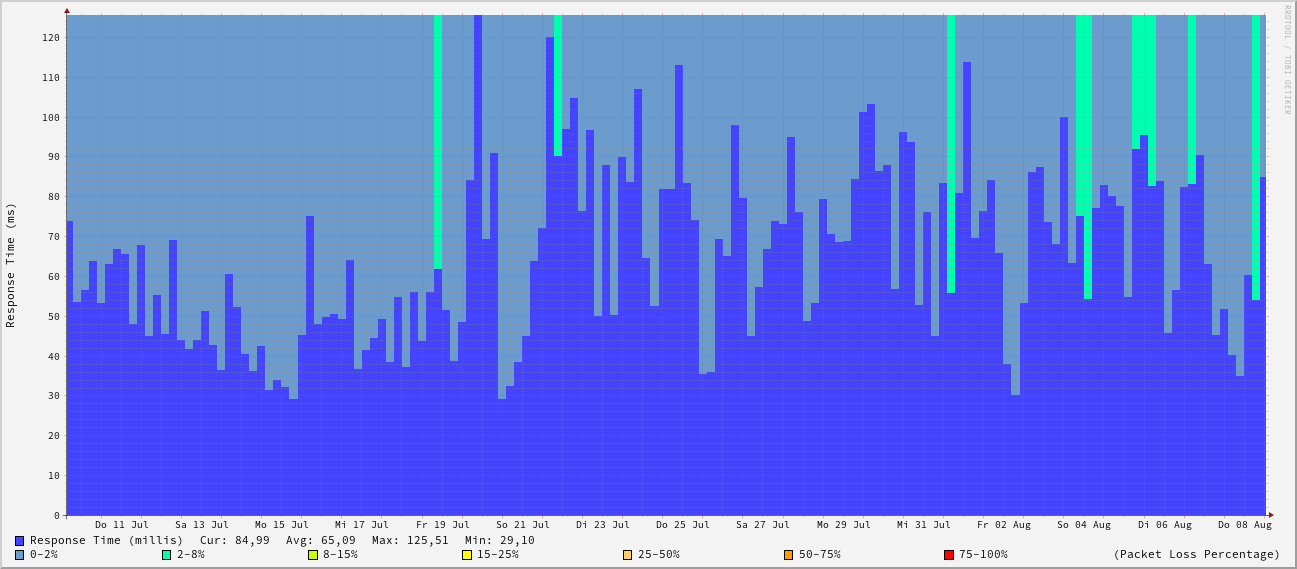 RRDTOOL / TOBI OETIKER
Response Time (ms)
120
110
100
90
80
70
60
50
40
30
20
10
0
Do 11 Jul Sa 13 Jul Mo 15 Jul Mi 17 Jul Fr 19 Jul So 21 Jul Di 23 Jul Do 25 Jul Sa 27 Jul Mo 29 Jul Mi 31 Jul Fr 02 Aug So 04 Aug Di 06 Aug Do 08 Aug
Response Time (millis) Cur: 84,99 Avg: 65,09 Max: 125,51 Min: 29,10
0-2% 2-8% 8-15% 15-25% 25-50% 50-75% 75-100% (Packet Loss Percentage)